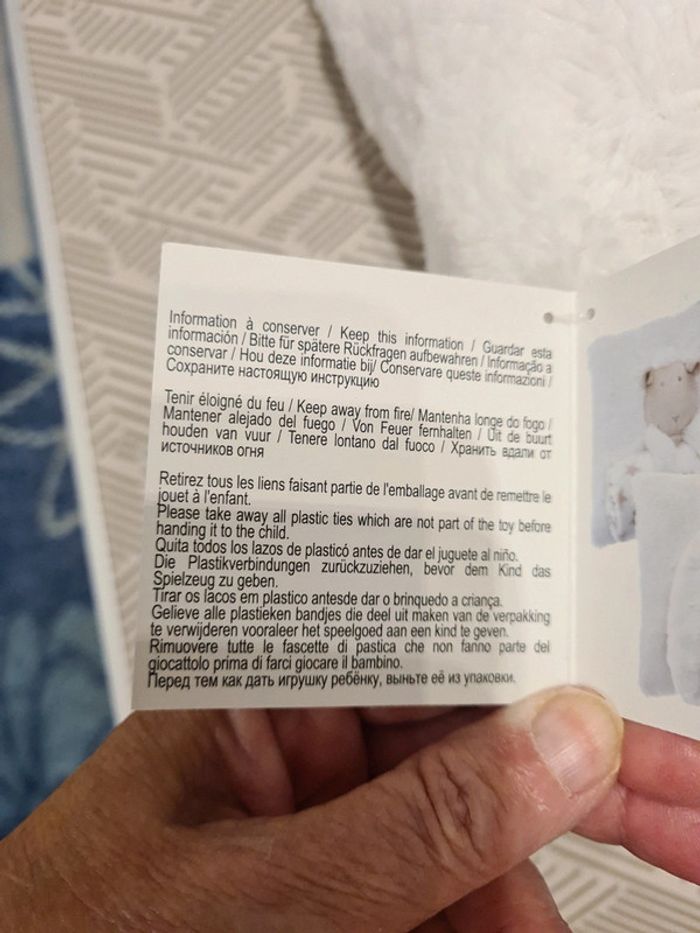 Information à conserver / Keep this information / Guardar esta
información / Bitte für spätere Rückfragen aufbewahren / Informação a
conservar / Hou deze informatie bij/ Conservare queste informazioni /
Сохраните настоящую инструкцию
Tenir éloigné du feu / Keep away from fire/ Mantenha longe do fogo /
Mantener alejado del fuego / Von Feuer fernhalten / Uit de buurt
houden van vuur / Tenere lontano dal fuoco / Хранить вдали от
источников огня
Retirez tous les liens faisant partie de l'emballage avant de remettre le
jouet à l'enfant.
Please take away all plastic ties which are not part of the toy before
handing it to the child.
Quita todos los lazos de plasticó antes de dar el juguete al niño.
Die Plastikverbindungen zurückzuziehen, bevor dem Kind das
Spielzeug zu geben.
Tirar os lacos em plastico antesde dar o brinquedo a criança.
Gelieve alle plastieken bandjes die deel uit maken van de verpakking
te verwijderen vooraleer het speelgoed aan een kind te geven.
Rimuovere tutte le fascette di pastica che non fanno parte del
giocattolo prima di farci giocare il bambino.
Перед тем как дать игрушку ребёнку, выньте её из упаковки.